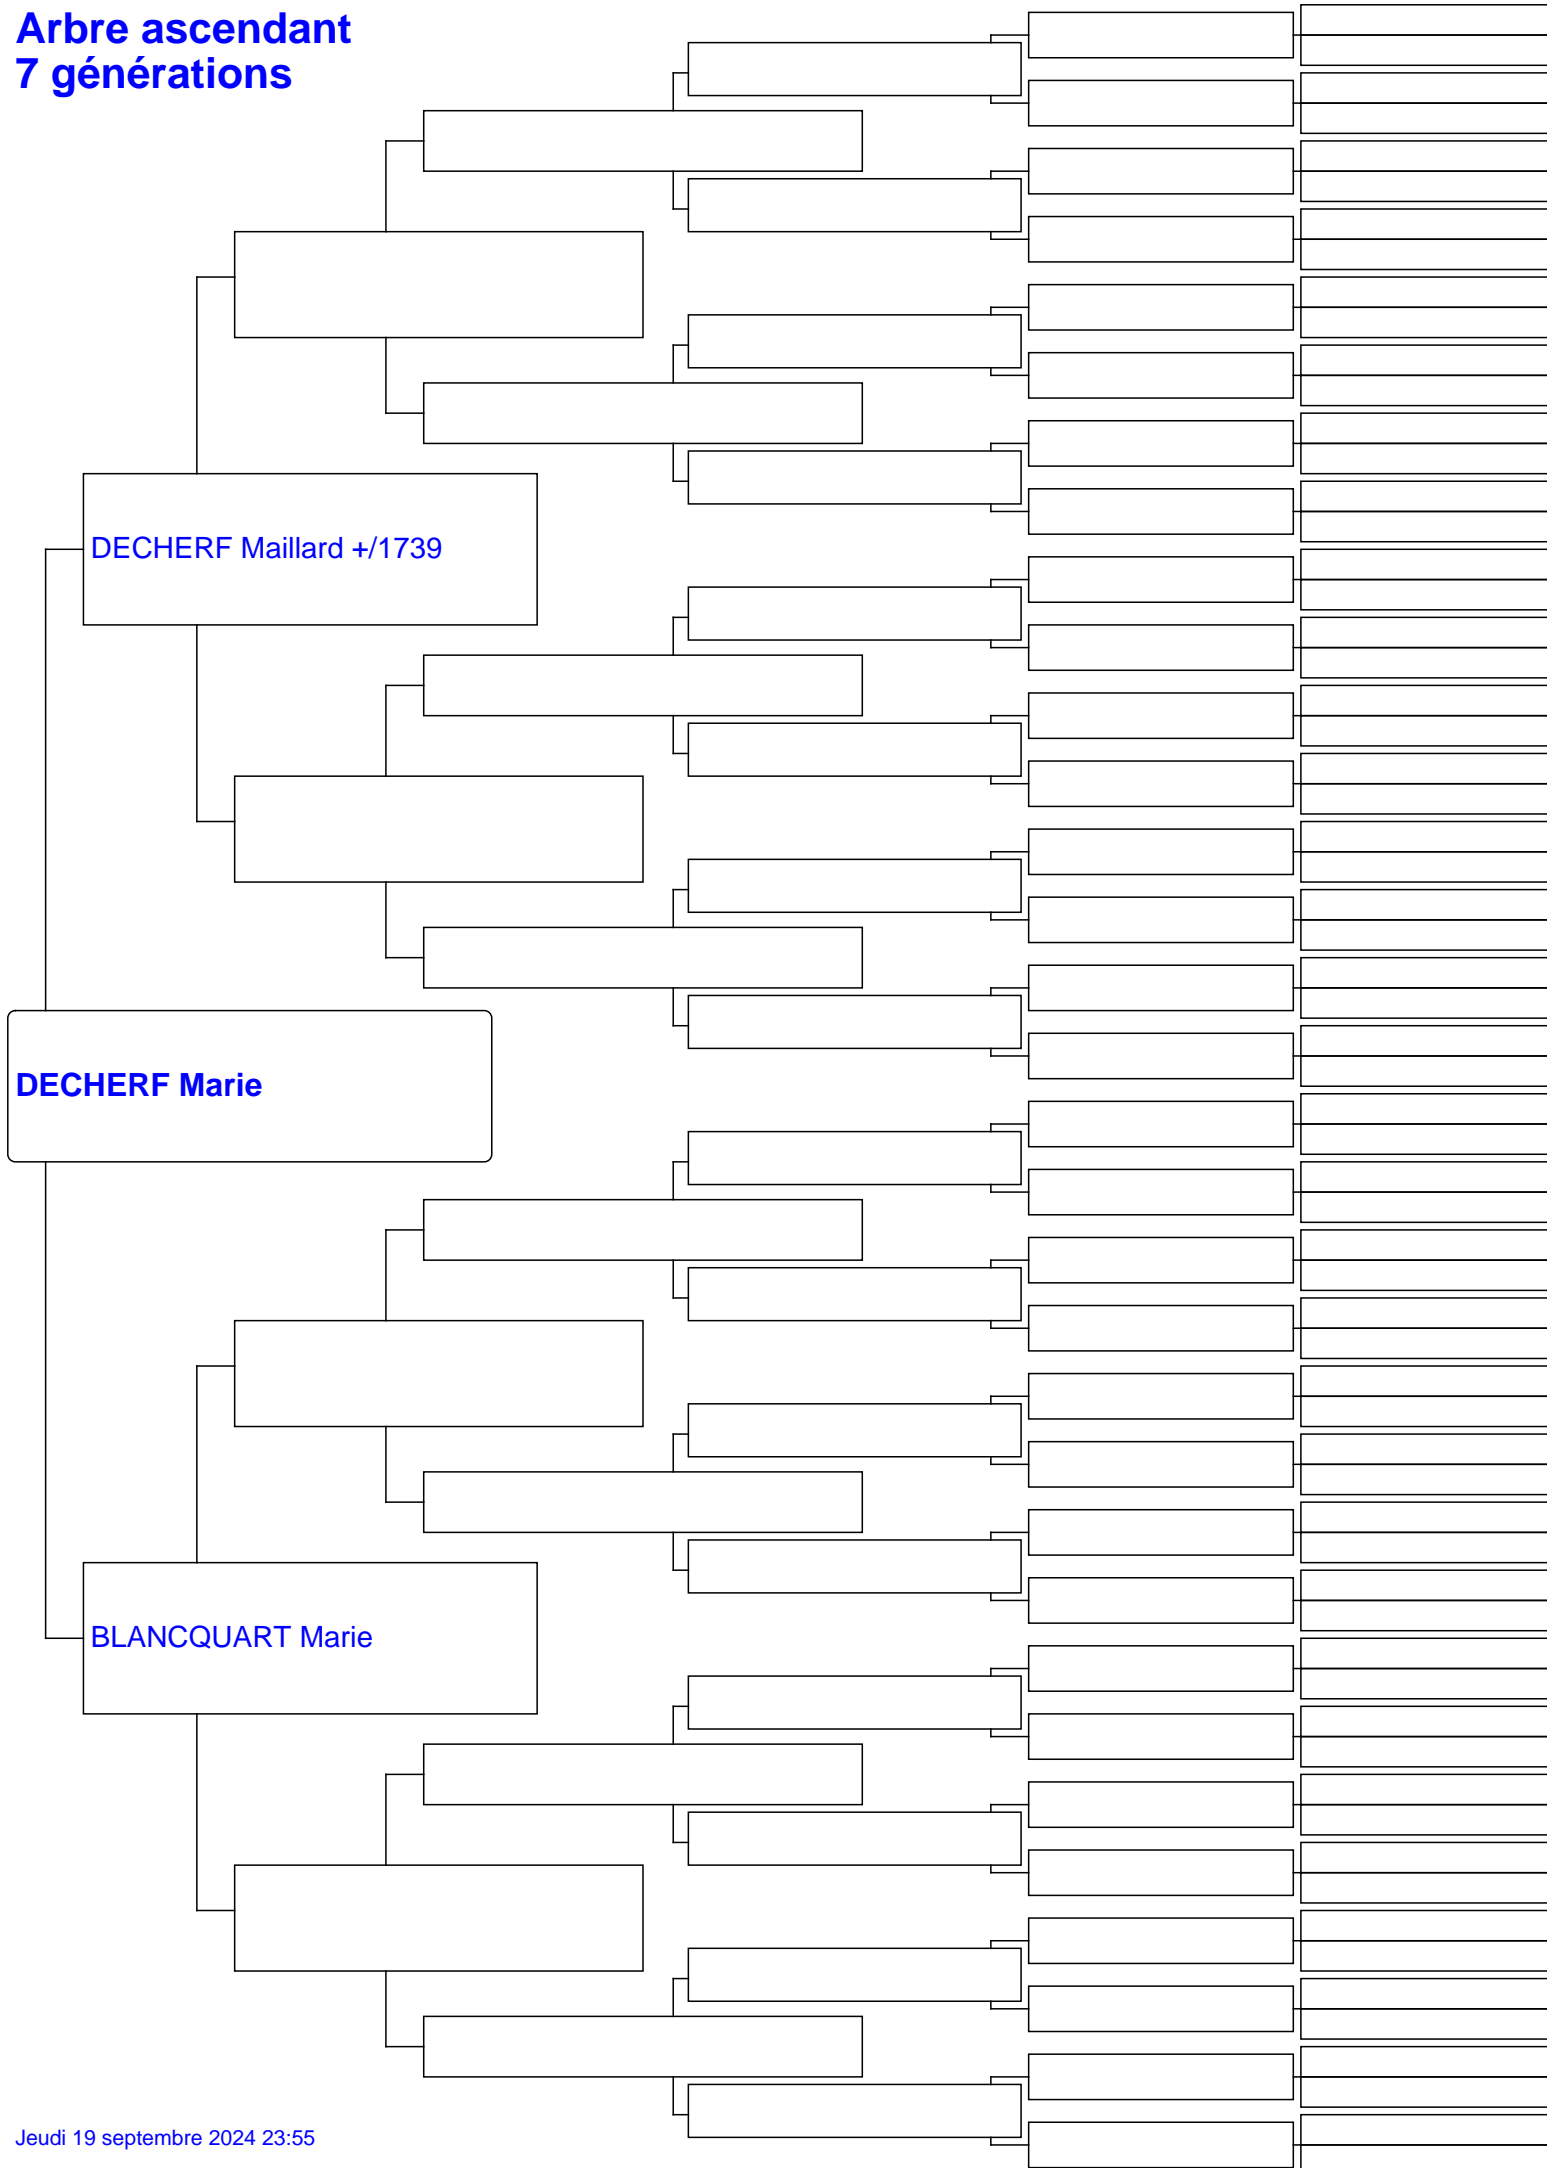 Arbre ascendant
7 générations
DECHERF Maillard +/1739
DECHERF Marie
BLANCQUART Marie
Jeudi 19 septembre 2024 23:55